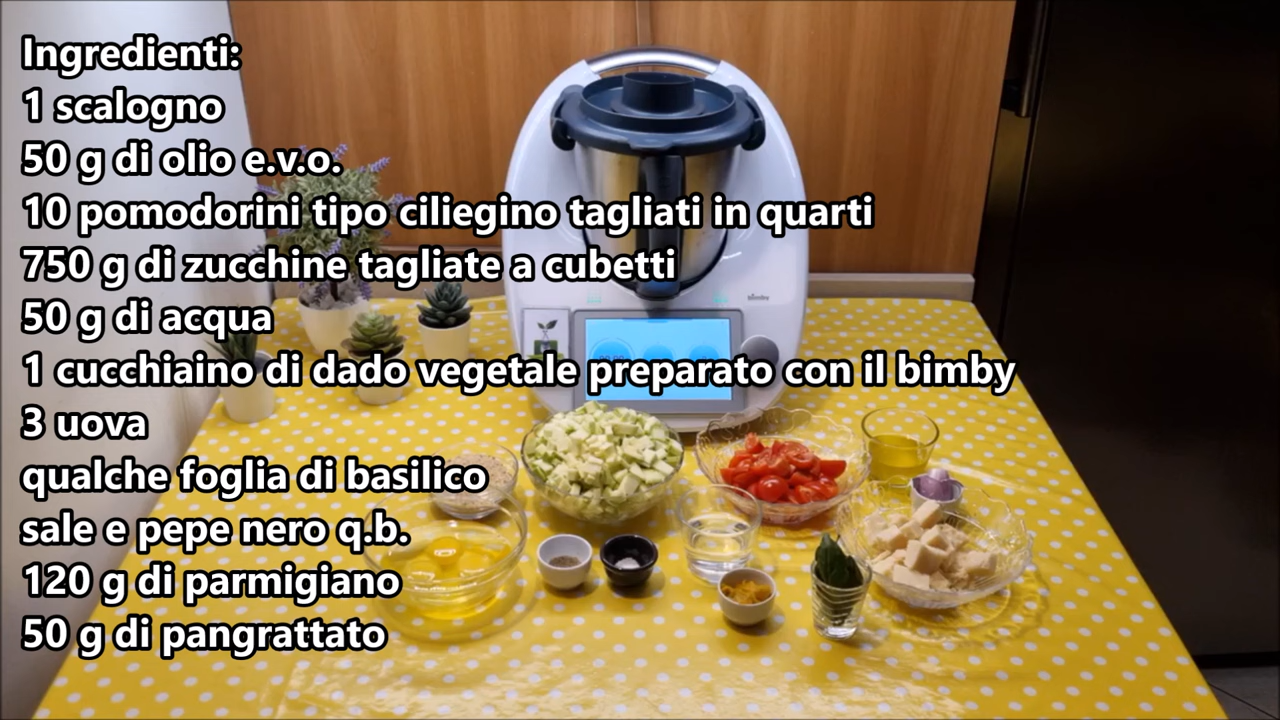 Ingredienti:
1 scalogno
50 g di olio e.v.o.
10 pomodorini tipo ciliegino tagliati in quarti
750 g di zucchine tagliate a cubetti
50 g di acqua
1 cucchiaino di dado vegetale preparato con il bimby
3 uova
qualche foglia di basilico
sale e pepe nero q.b.
120 g di parmigiano
50 g di pangrattato
bimby